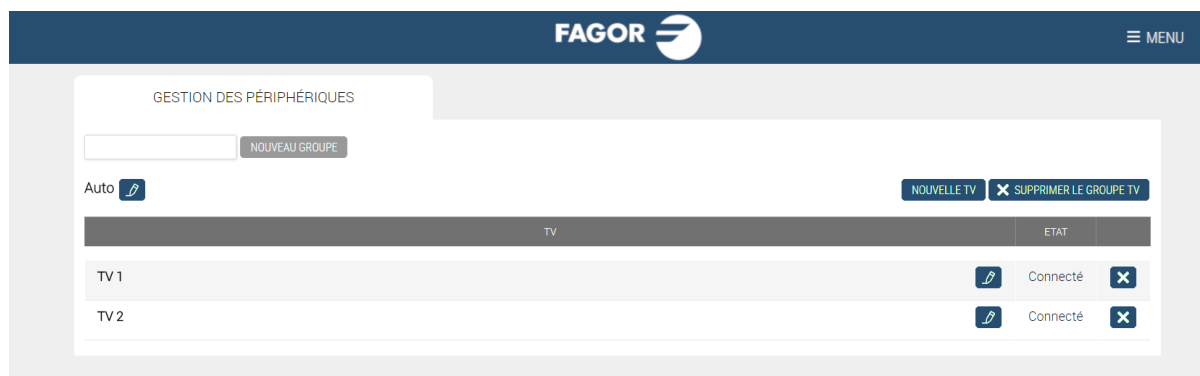 FAGOR
MENU
GESTION DES PÉRIPHÉRIQUES
NOUVEAU GROUPE
Auto NOUVELLE TV SUPPRIMER LE GROUPE TV
TV ETAT
TV 1 Connecté
TV 2 Connecté